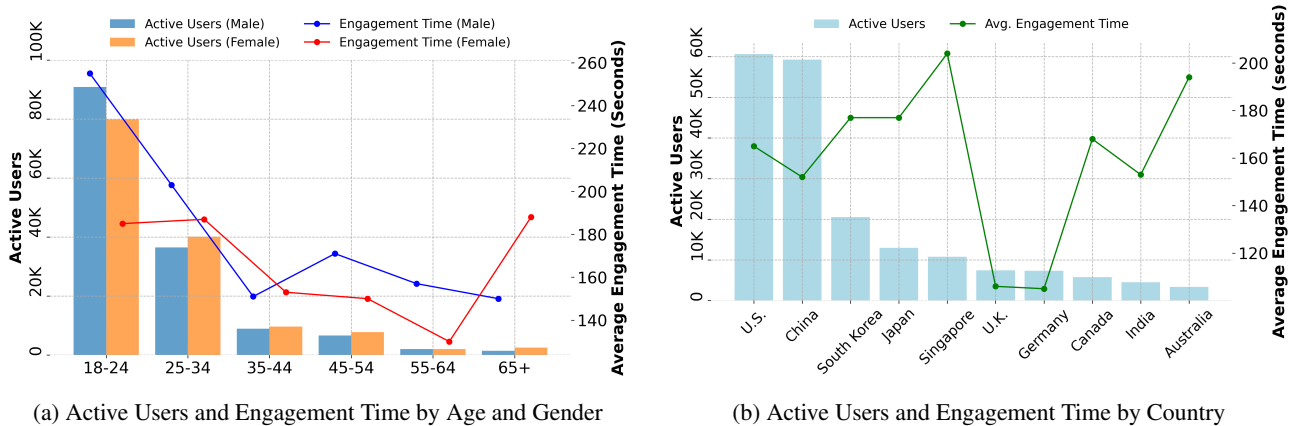 Active Users (Male)
Active Users (Female)
Engagement Time (Male)
Engagement Time (Female)
Active Users
100K
80K
60K
40K
20K
0
260
240
220
200
180
160
140
Average Engagement Time (Seconds)
18-24 25-34 35-44 45-54 55-64 65+
(a) Active Users and Engagement Time by Age and Gender
Active Users
Avg. Engagement Time
Active Users
60K
50K
40K
30K
20K
10K
0
200
180
160
140
120
Average Engagement Time (seconds)
U.S. China South Korea Japan Singapore U.K. Germany Canada India Australia
(b) Active Users and Engagement Time by Country